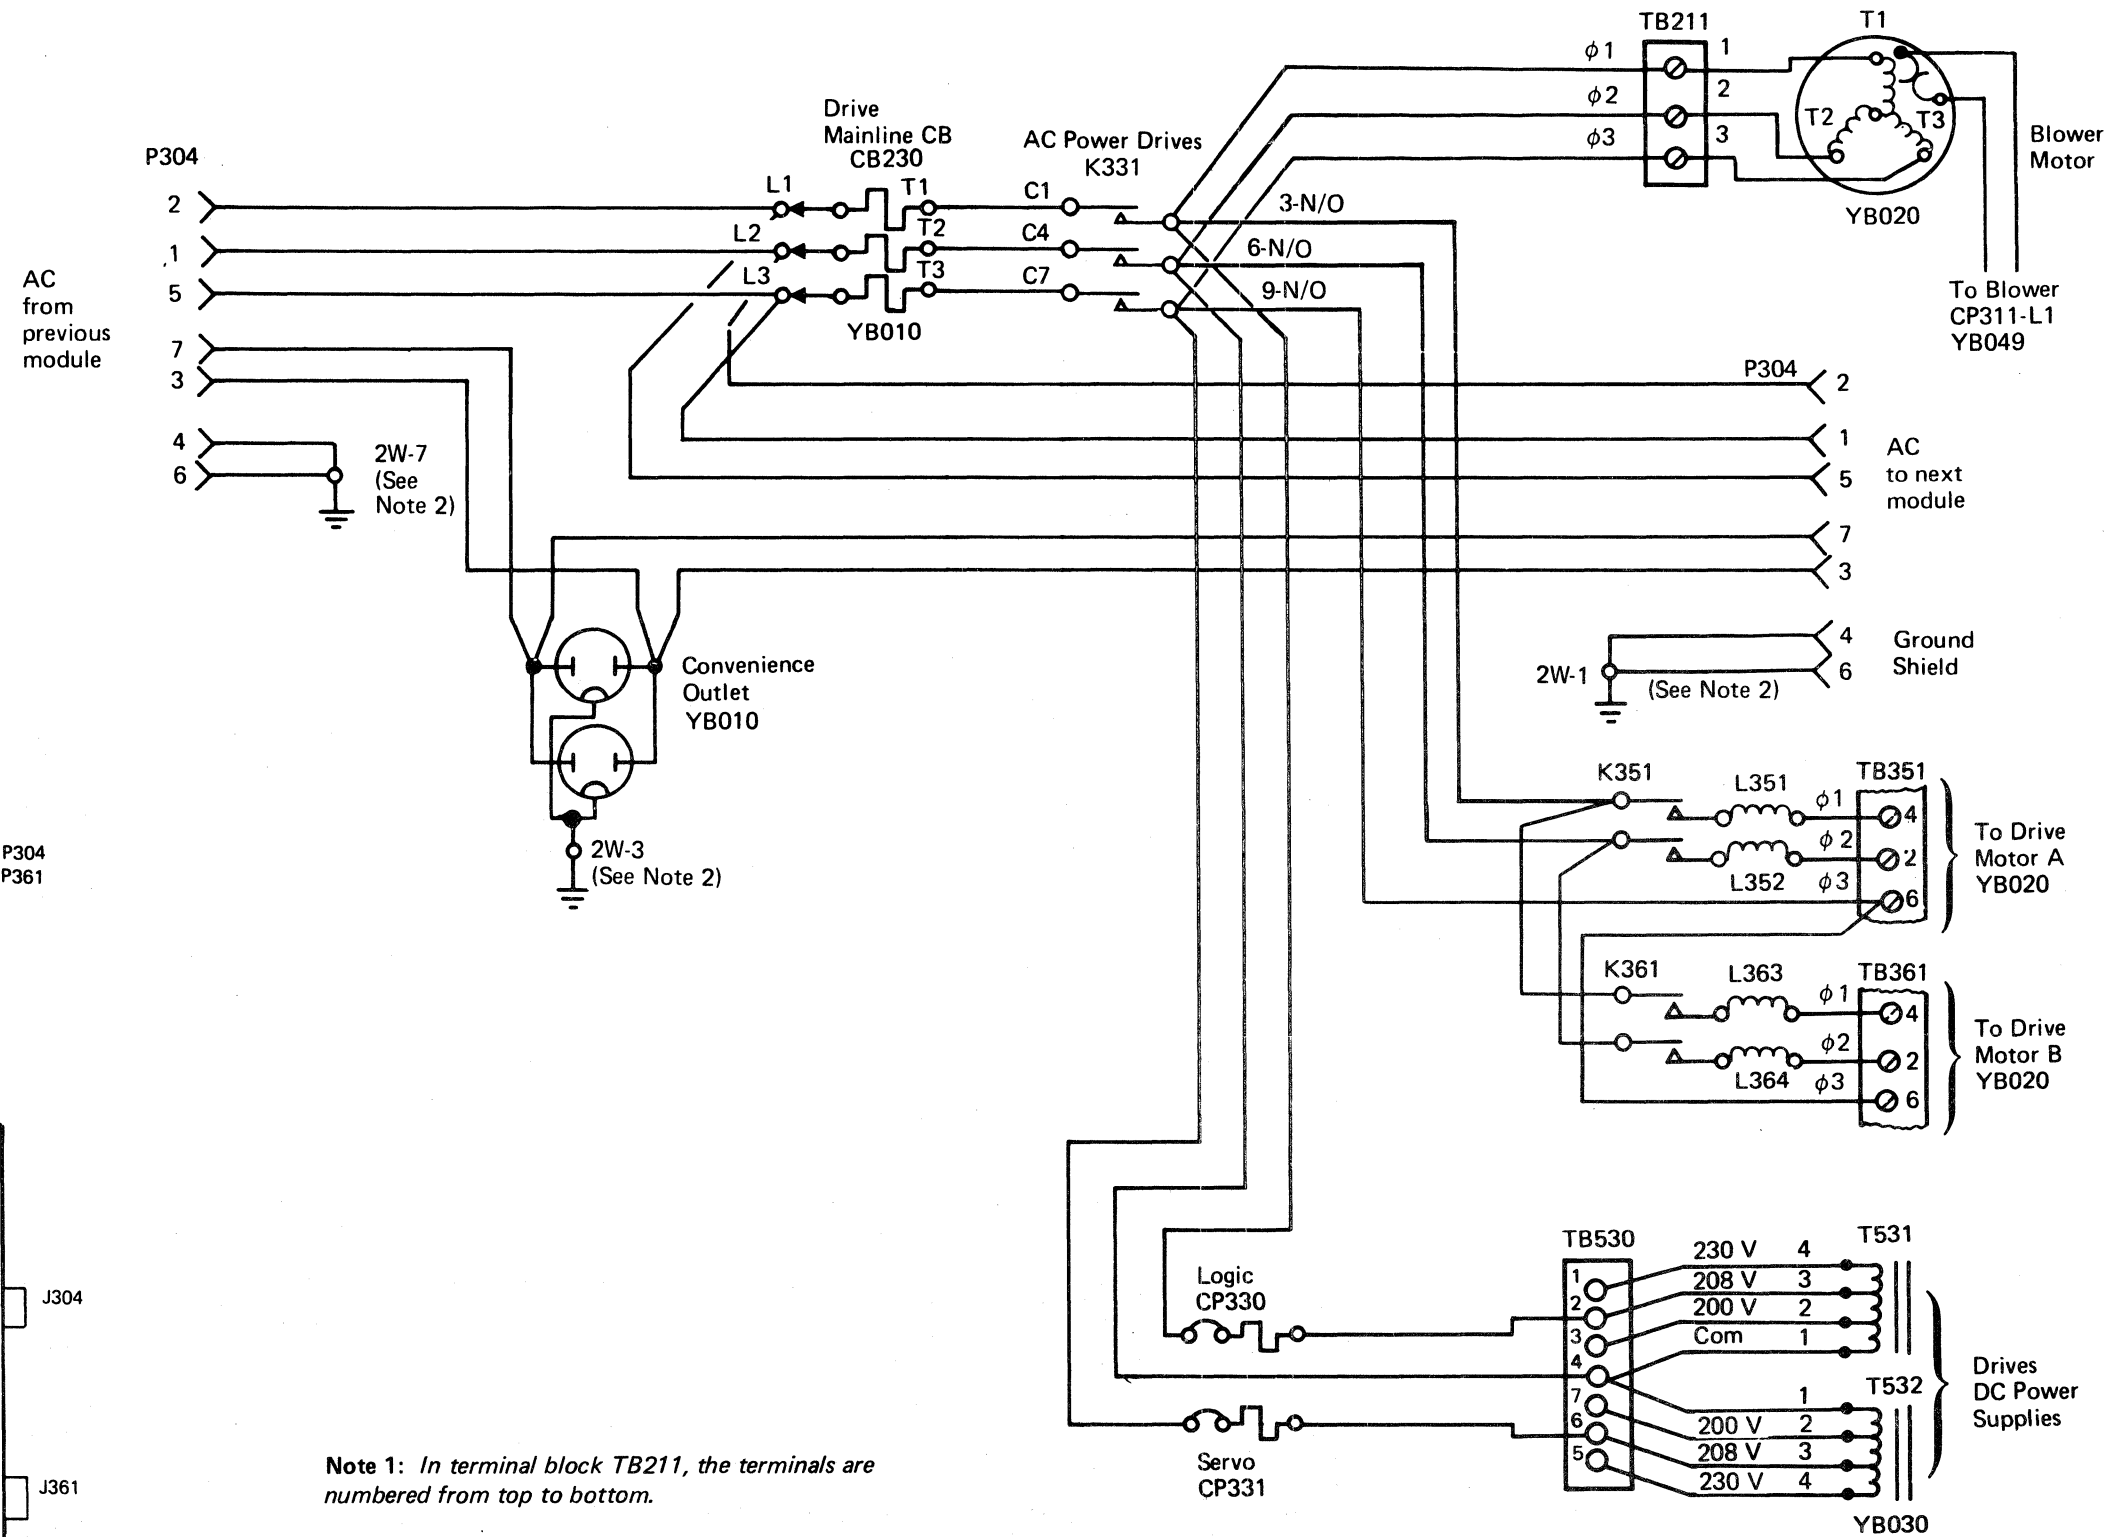 TB211
T1
ϕ1
1
ϕ2
2
ϕ3
3
T2
T3
Blower
Motor
YB020
To Blower
CP311-L1
YB049
Drive
Mainline CB
CB230
AC Power Drives
K331
P304
2
1
5
7
3
4
6
AC
from
previous
module
L1
L2
L3
T1
T2
T3
YB010
C1
C4
C7
3-N/O
6-N/O
9-N/O
2W-7
(See
Note 2)
P304
2
1
5
7
3
4
6
AC
to next
module
Ground
Shield
2W-1
(See Note 2)
Convenience
Outlet
YB010
2W-3
(See Note 2)
P304
P361
K351
L351
L352
ϕ1
ϕ2
ϕ3
TB351
4
2
6
To Drive
Motor A
YB020
K361
L363
L364
ϕ1
ϕ2
ϕ3
TB361
4
2
6
To Drive
Motor B
YB020
J304
J361
Logic
CP330
Servo
CP331
TB530
1
2
3
4
7
6
5
230 V 4
208 V 3
200 V 2
Com 1
T531
1
200 V 2
208 V 3
230 V 4
T532
YB030
Drives
DC Power
Supplies
Note 1: In terminal block TB211, the terminals are
numbered from top to bottom.